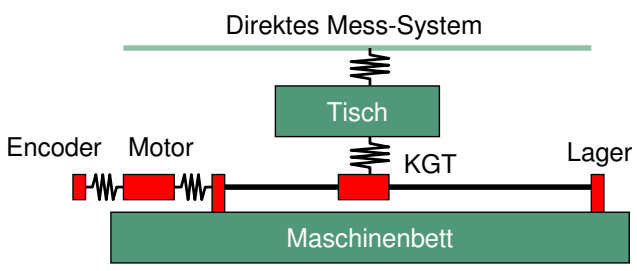 Direktes Mess-System
Tisch
Encoder Motor KGT Lager
Maschinenbett